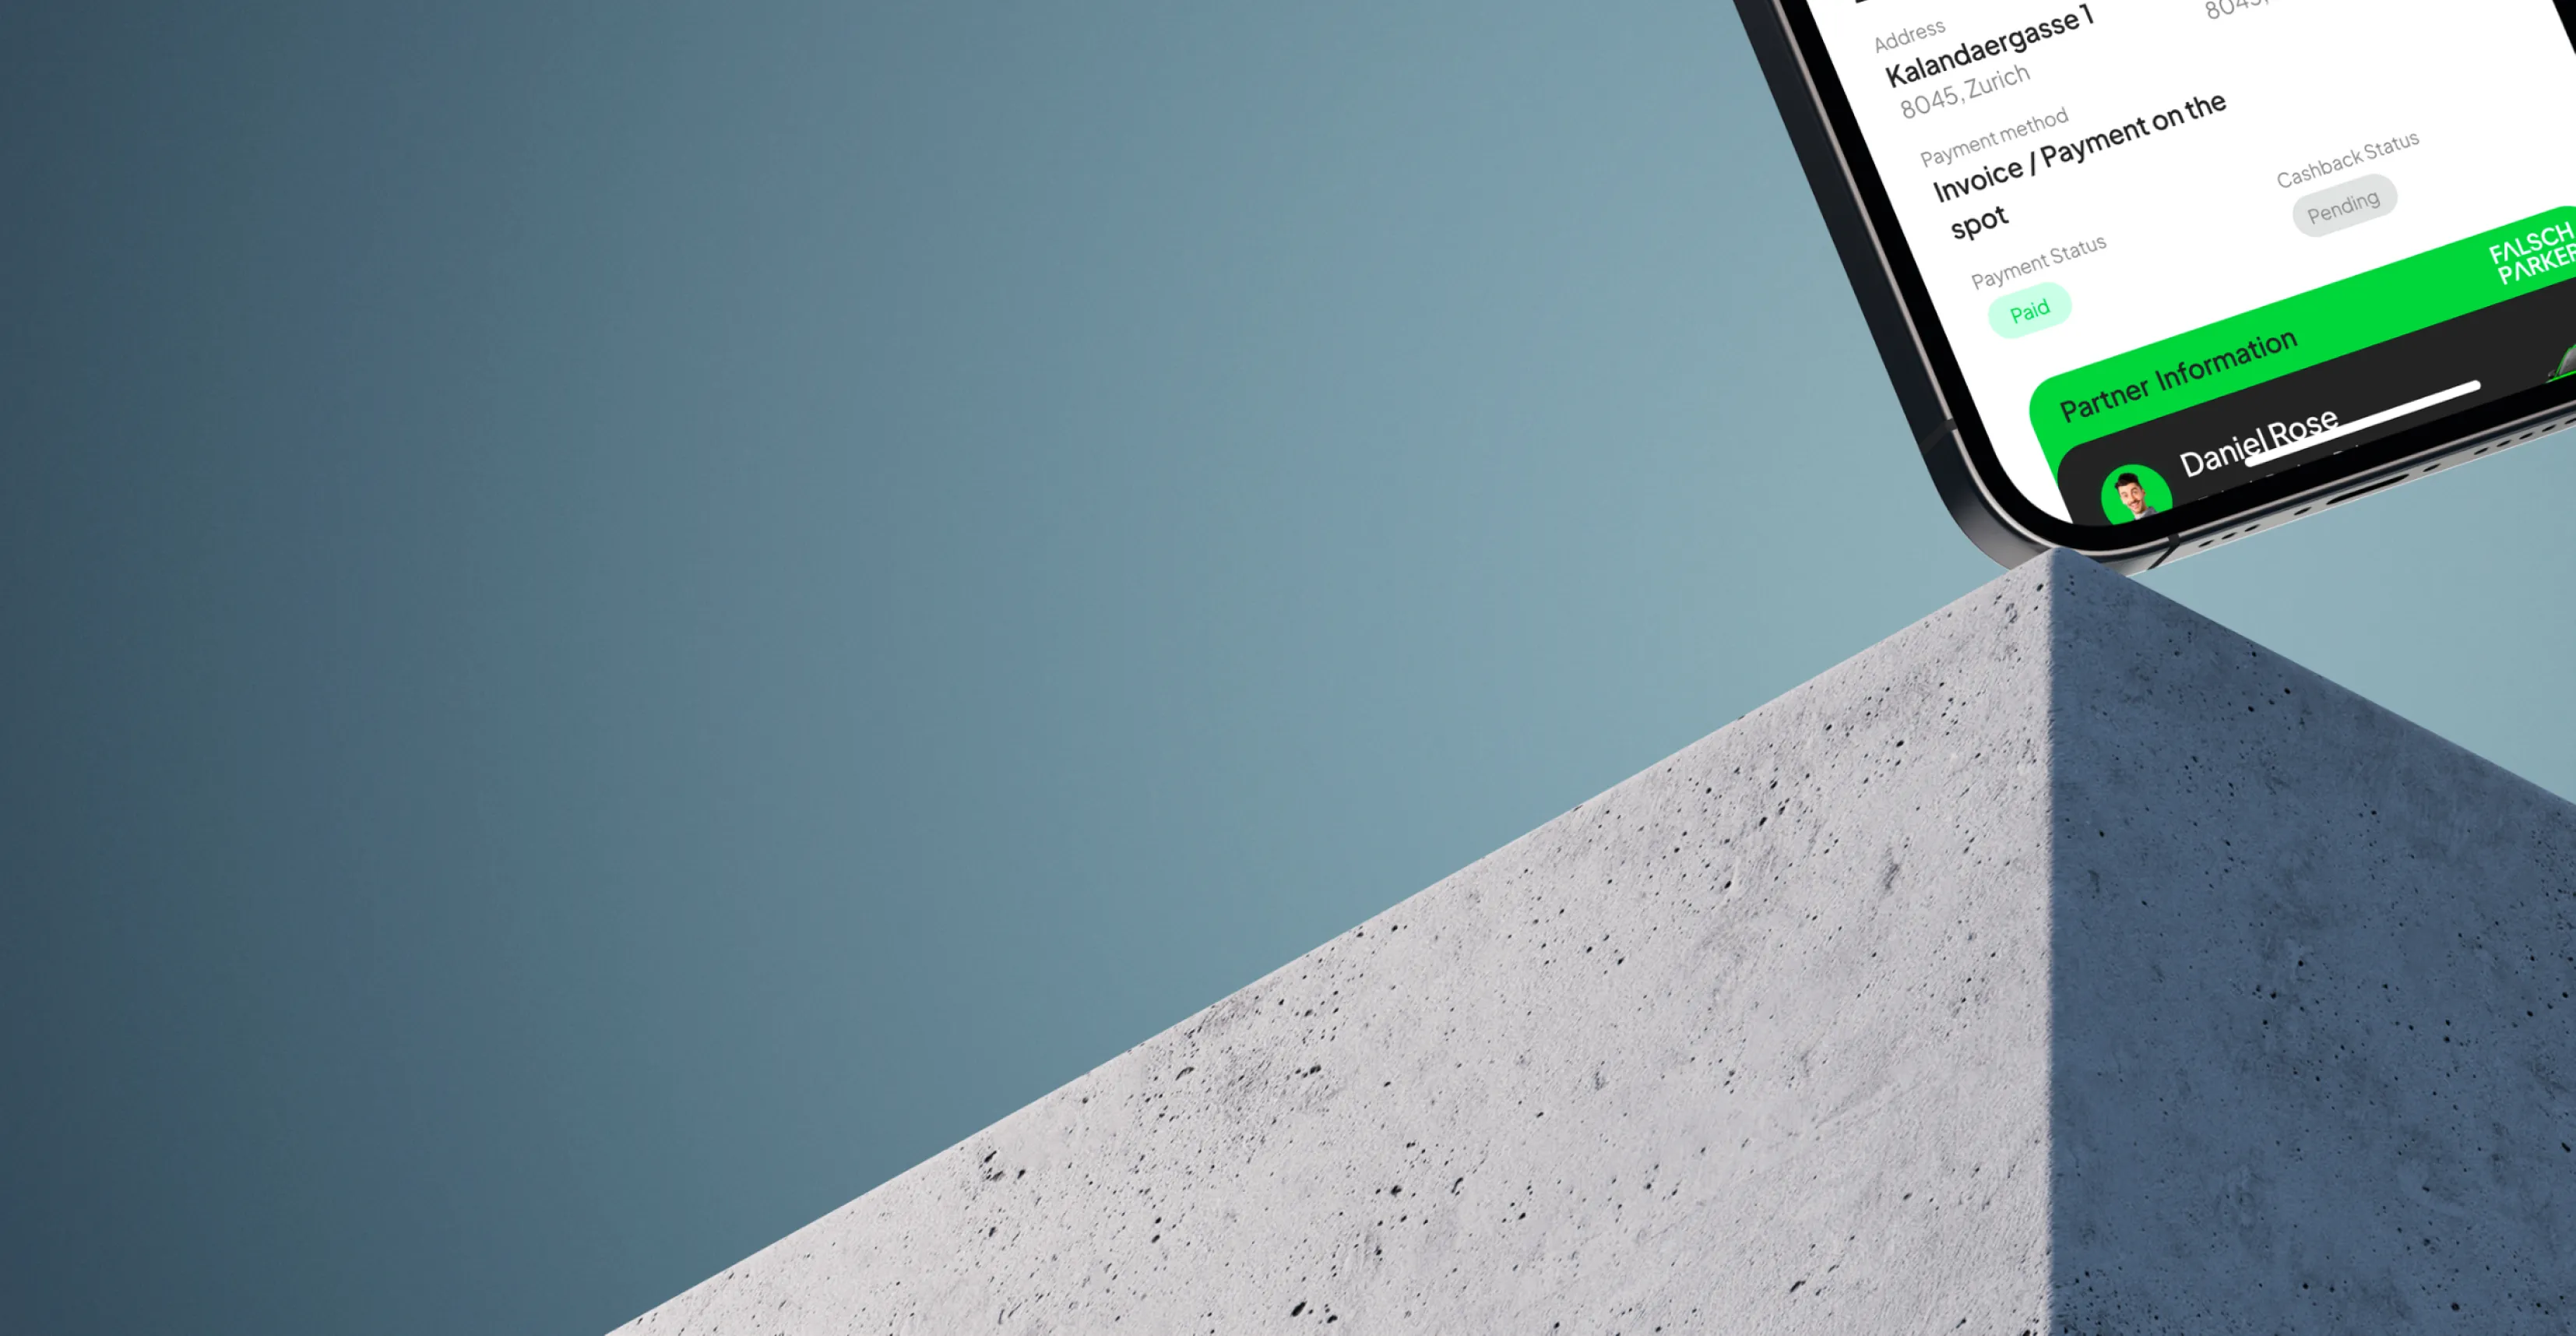 Address
Kalandaergasse 1
8045, Zurich
Payment method
Invoice / Payment on the
spot
Payment Status
Paid
Cashback Status
Pending
Partner Information
FALSCH
PARKER
Daniel Rose